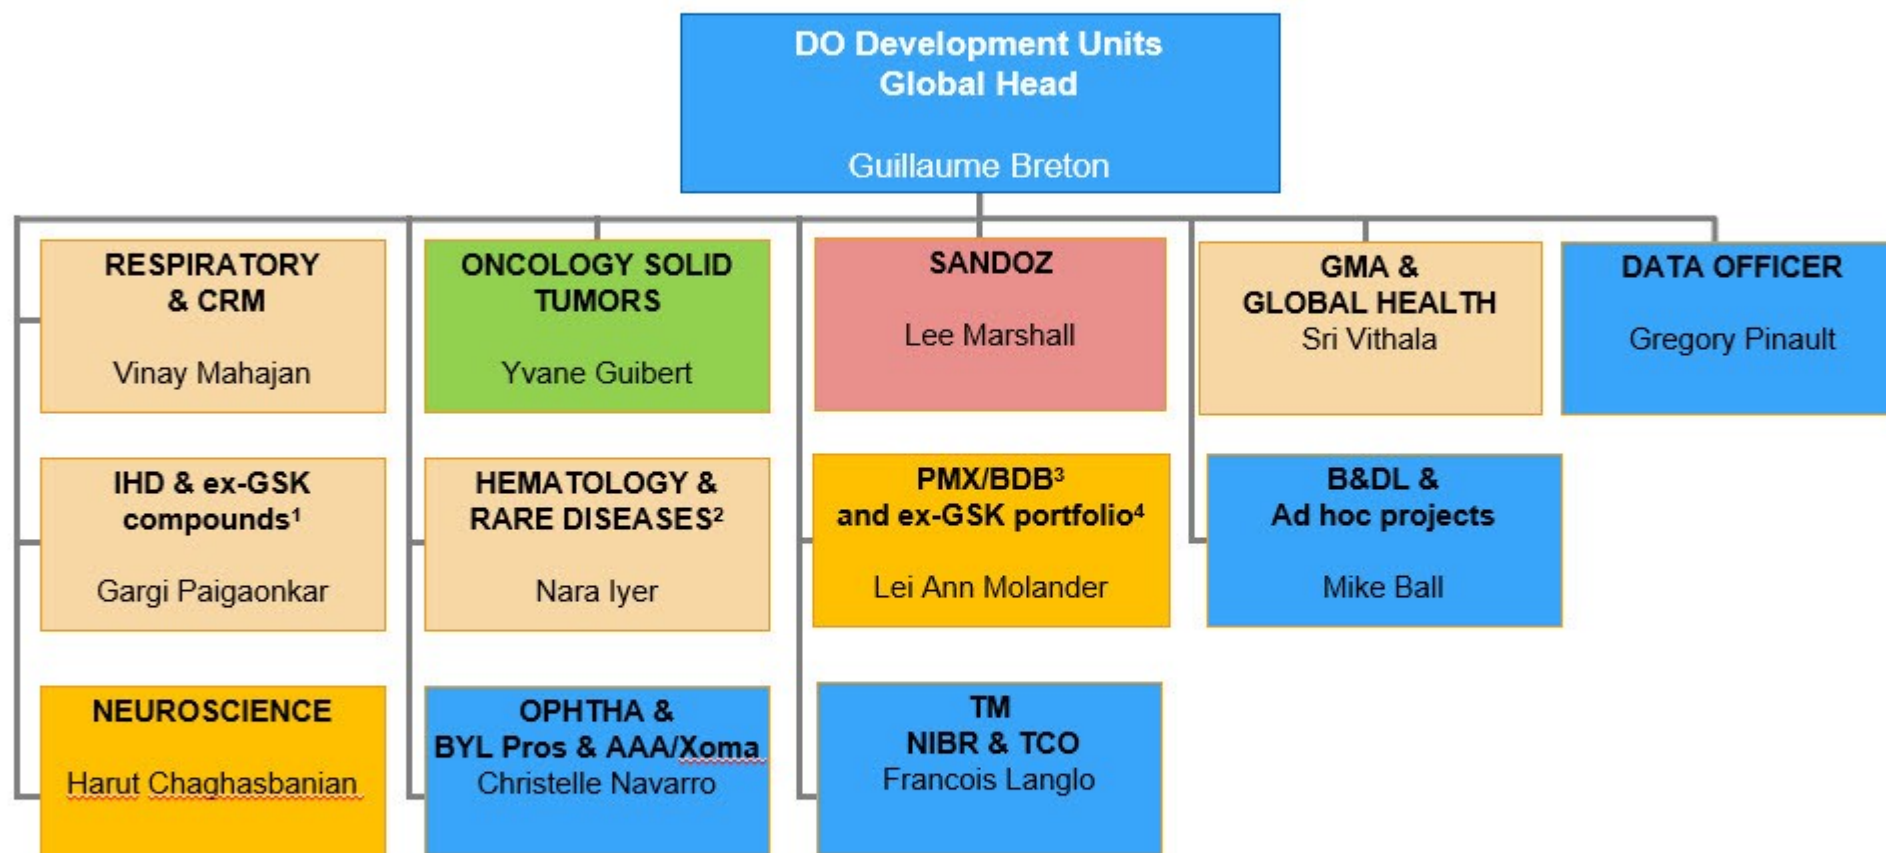 DO Development Units
Global Head
Guillaume Breton
RESPIRATORY
& CRM
Vinay Mahajan
ONCOLOGY SOLID
TUMORS
Yvane Guibert
SANDOZ
Lee Marshall
GMA &
GLOBAL HEALTH
Sri Vithala
DATA OFFICER
Gregory Pinault
IHD & ex-GSK
compounds¹
Gargi Paigaonkar
HEMATOLOGY &
RARE DISEASES²
Nara Iyer
PMX/BDB³
and ex-GSK portfolio⁴
Lei Ann Molander
B&DL &
Ad hoc projects
Mike Ball
NEUROSCIENCE
Harut Chaghasbanian
OPHTHA &
BYL Pros & AAA/Xoma
Christelle Navarro
TM
NIBR & TCO
Francois Langlo